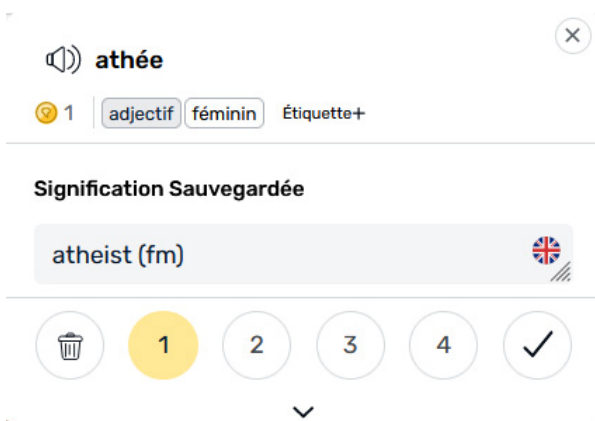 athée
1 adjectif féminin Étiquette+
Signification Sauvegardée
atheist (fm)
1 2 3 4